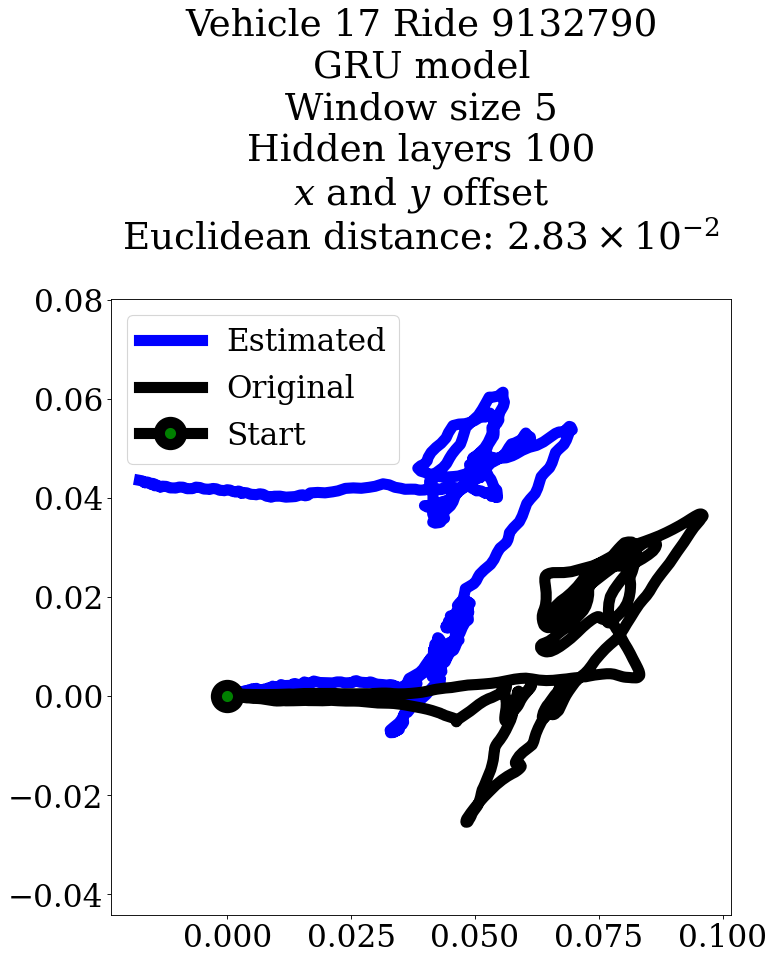 Vehicle 17 Ride 9132790
GRU model
Window size 5
Hidden layers 100
x and y offset
Euclidean distance: 2.83 × 10⁻²
0.08
0.06
0.04
0.02
0.00
−0.02
−0.04
Estimated
Original
Start
0.000 0.025 0.050 0.075 0.100